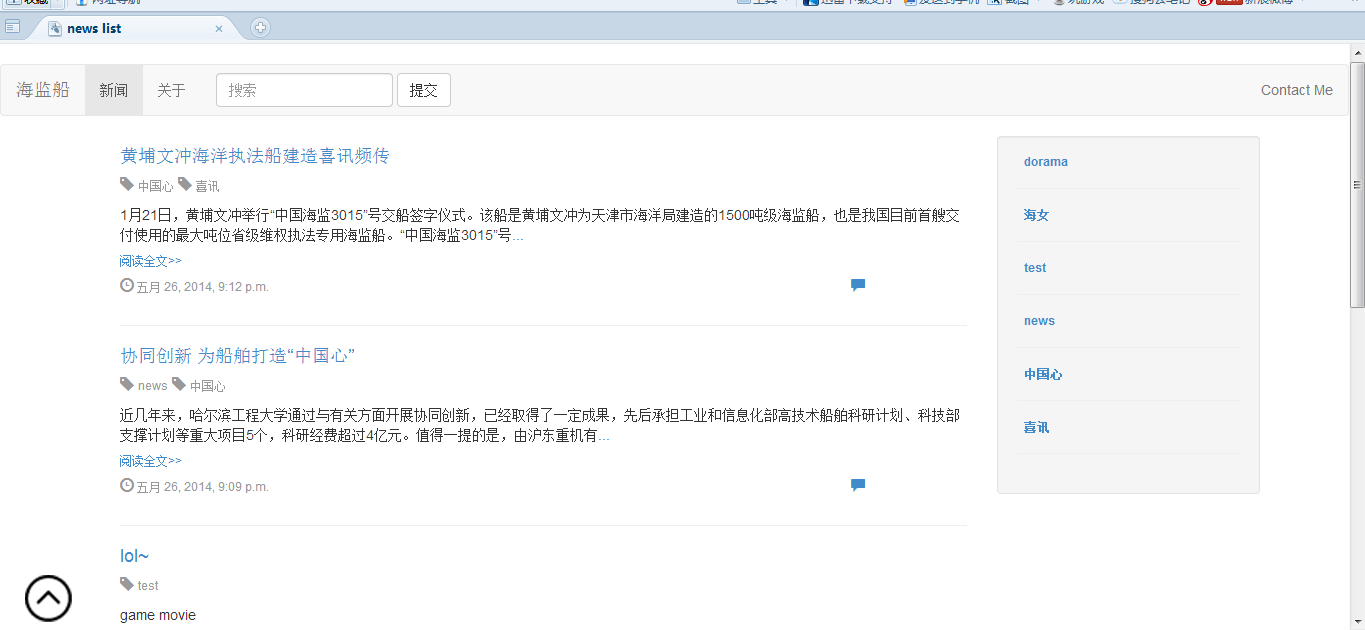 news list
海监船 新闻 关于 搜索 提交 Contact Me
黄埔文冲海洋执法船建造喜讯频传
中国心 喜讯
1月21日，黄埔文冲举行“中国海监3015”号交船签字仪式。该船是黄埔文冲为天津市海洋局建造的1500吨级海监船，也是我国目前首艘交
付使用的最大吨位省级维权执法专用海监船。“中国海监3015”号...
阅读全文>>
五月 26, 2014, 9:12 p.m.
协同创新 为船舶打造“中国心”
news 中国心
近几年来，哈尔滨工程大学通过与有关方面开展协同创新，已经取得了一定成果，先后承担工业和信息化部高技术船舶科研计划、科技部
支撑计划等重大项目5个，科研经费超过4亿元。值得一提的是，由沪东重机有...
阅读全文>>
五月 26, 2014, 9:09 p.m.
lol~
test
game movie
dorama
海女
test
news
中国心
喜讯